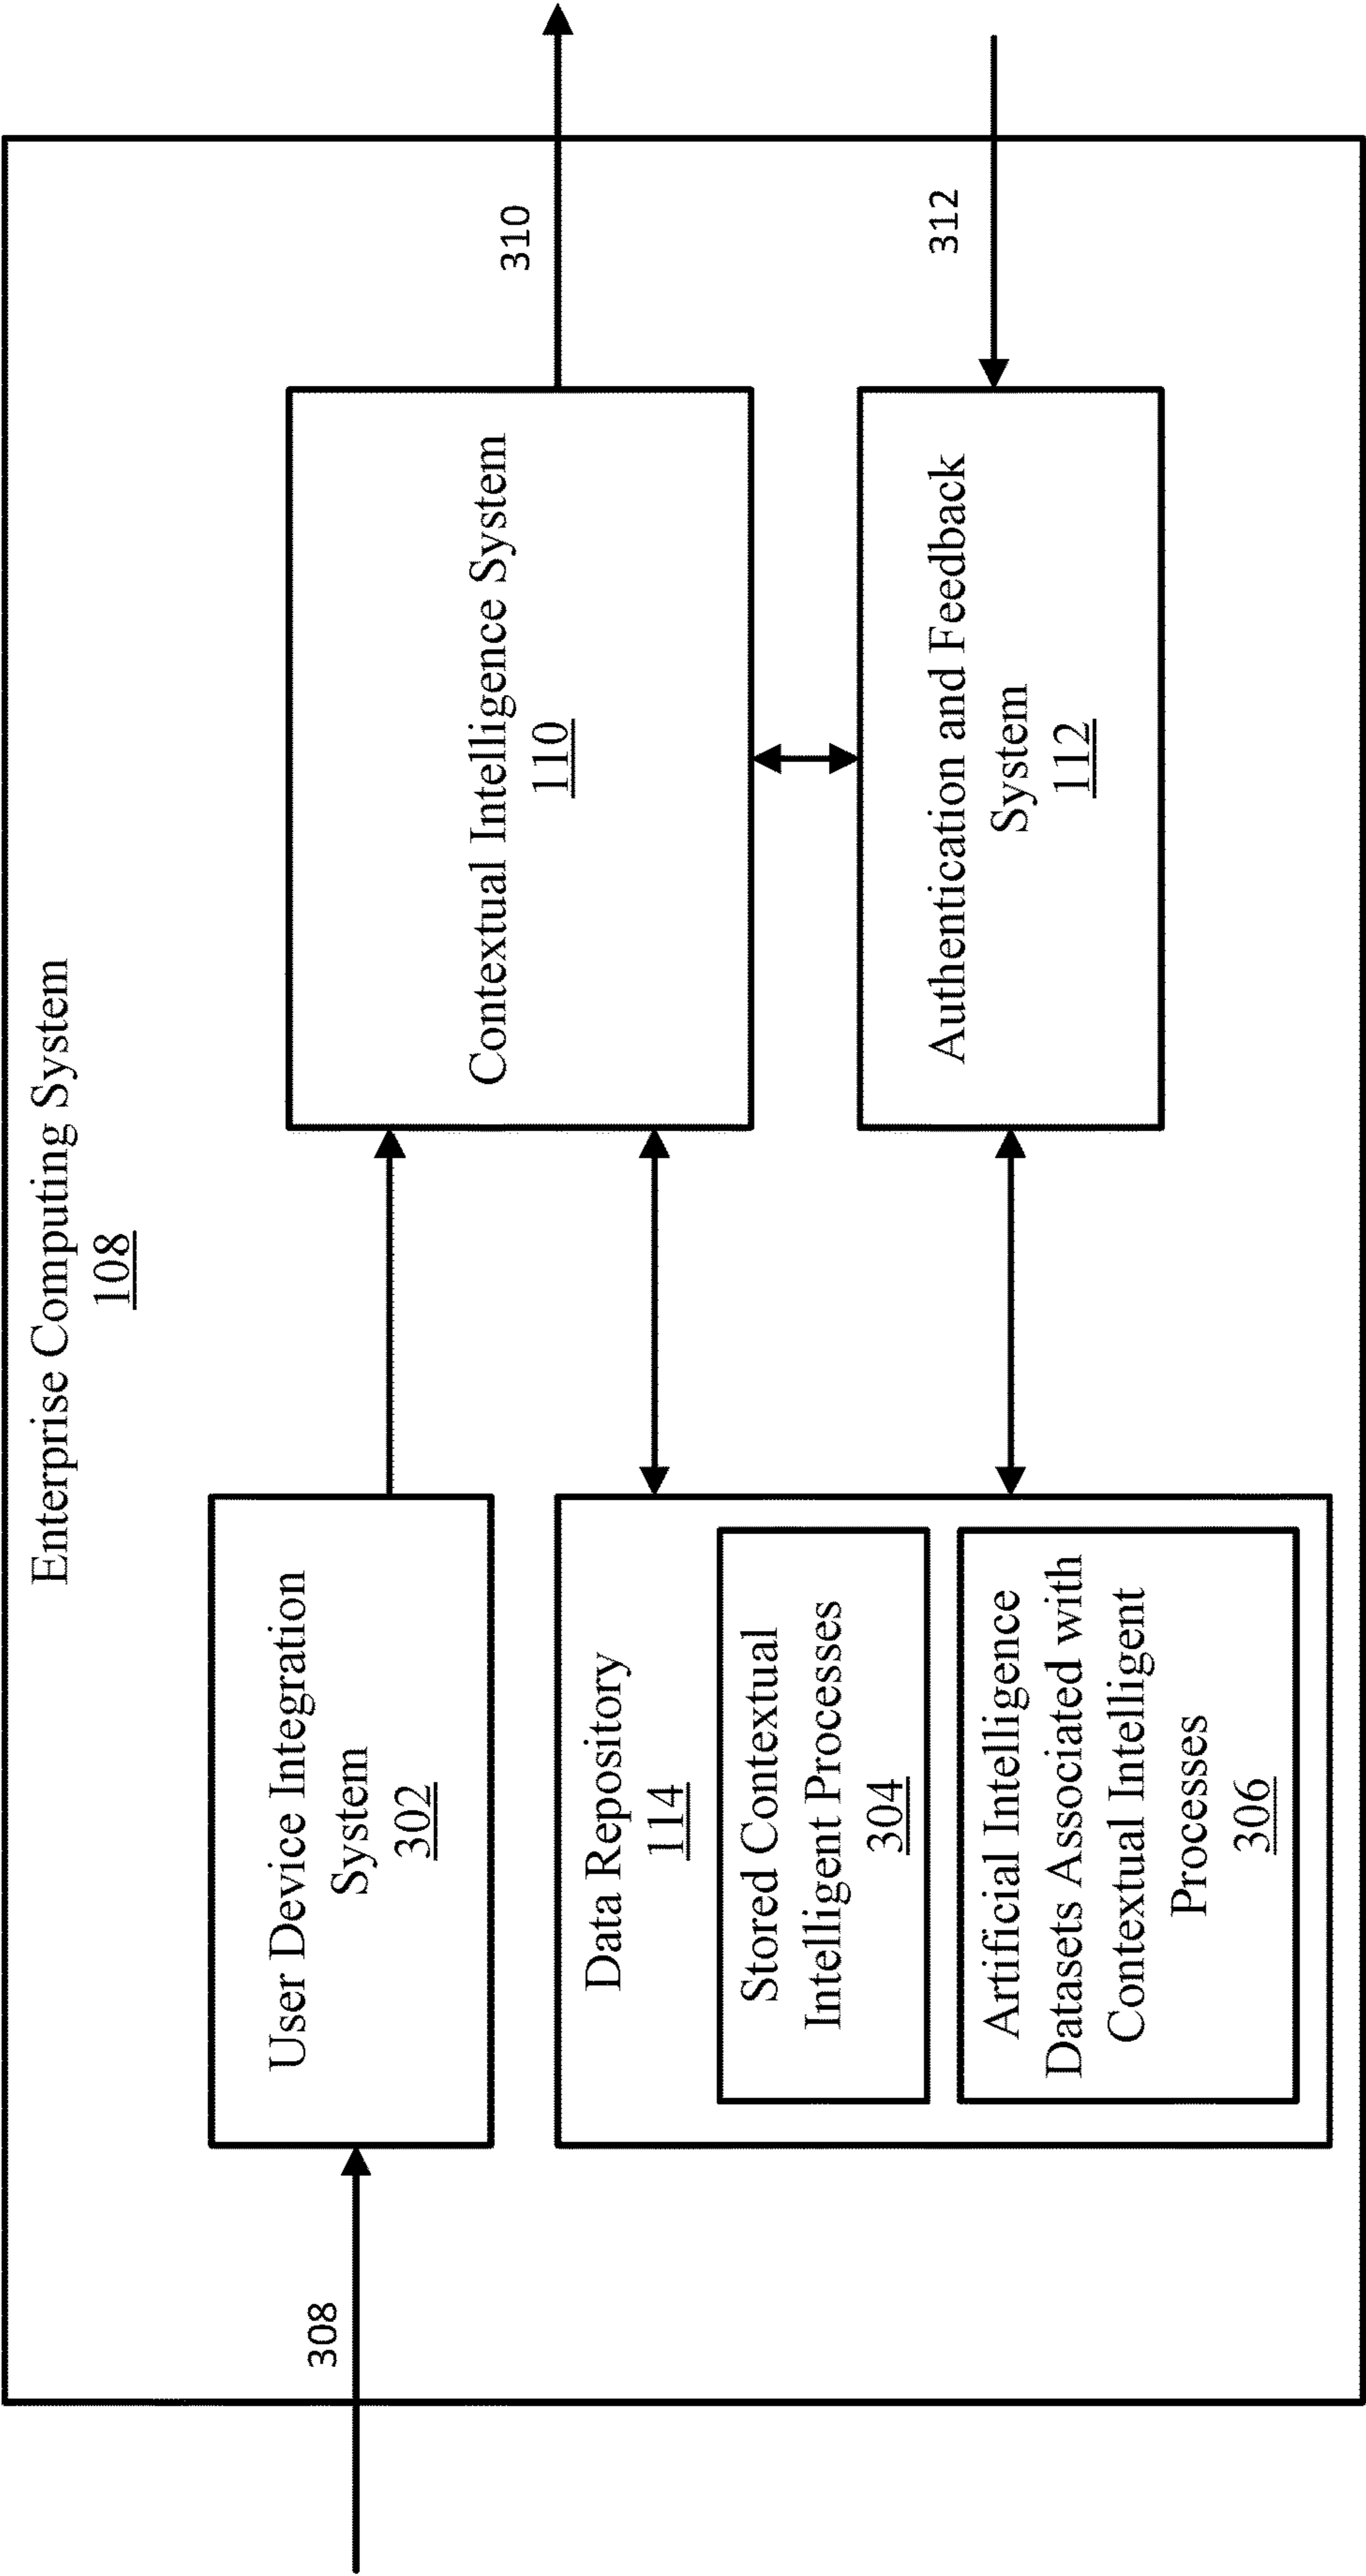 Enterprise Computing System
108
308
User Device Integration
System
302
Contextual Intelligence System
110
310
Data Repository
114
Stored Contextual
Intelligent Processes
304
Artificial Intelligence
Datasets Associated with
Contextual Intelligent
Processes
306
Authentication and Feedback
System
112
312